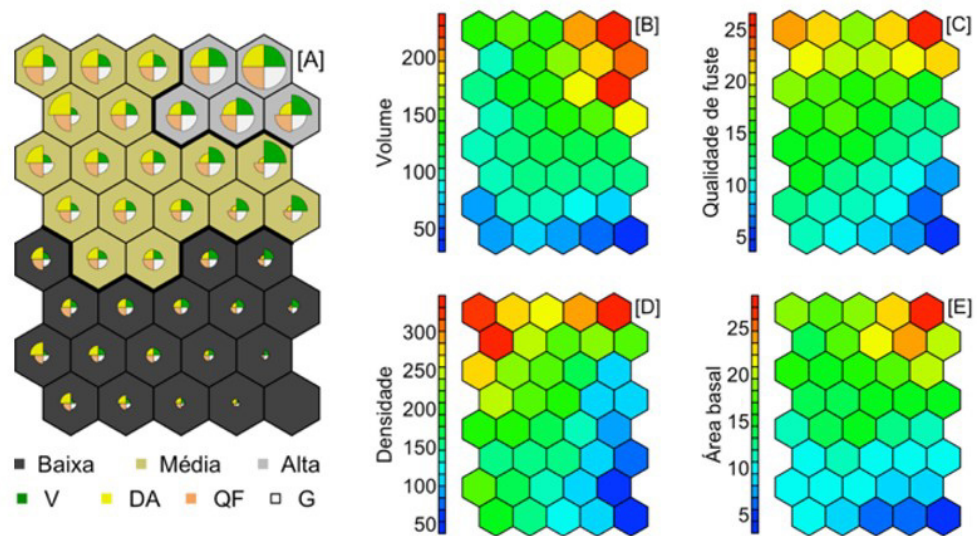 [A]
Baixa Média Alta
V DA QF G
[B]
Volume
200
150
100
50
[C]
Qualidade de fuste
25
20
15
10
5
[D]
Densidade
300
250
200
150
100
50
[E]
Área basal
25
20
15
10
5